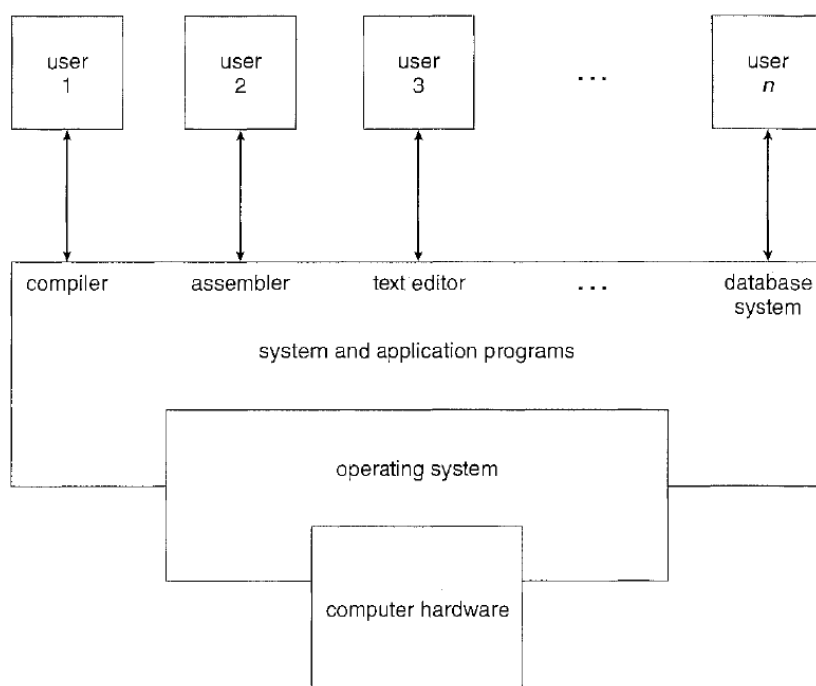 user
1
user
2
user
3
...
user
n
compiler
assembler
text editor
...
database
system
system and application programs
operating system
computer hardware